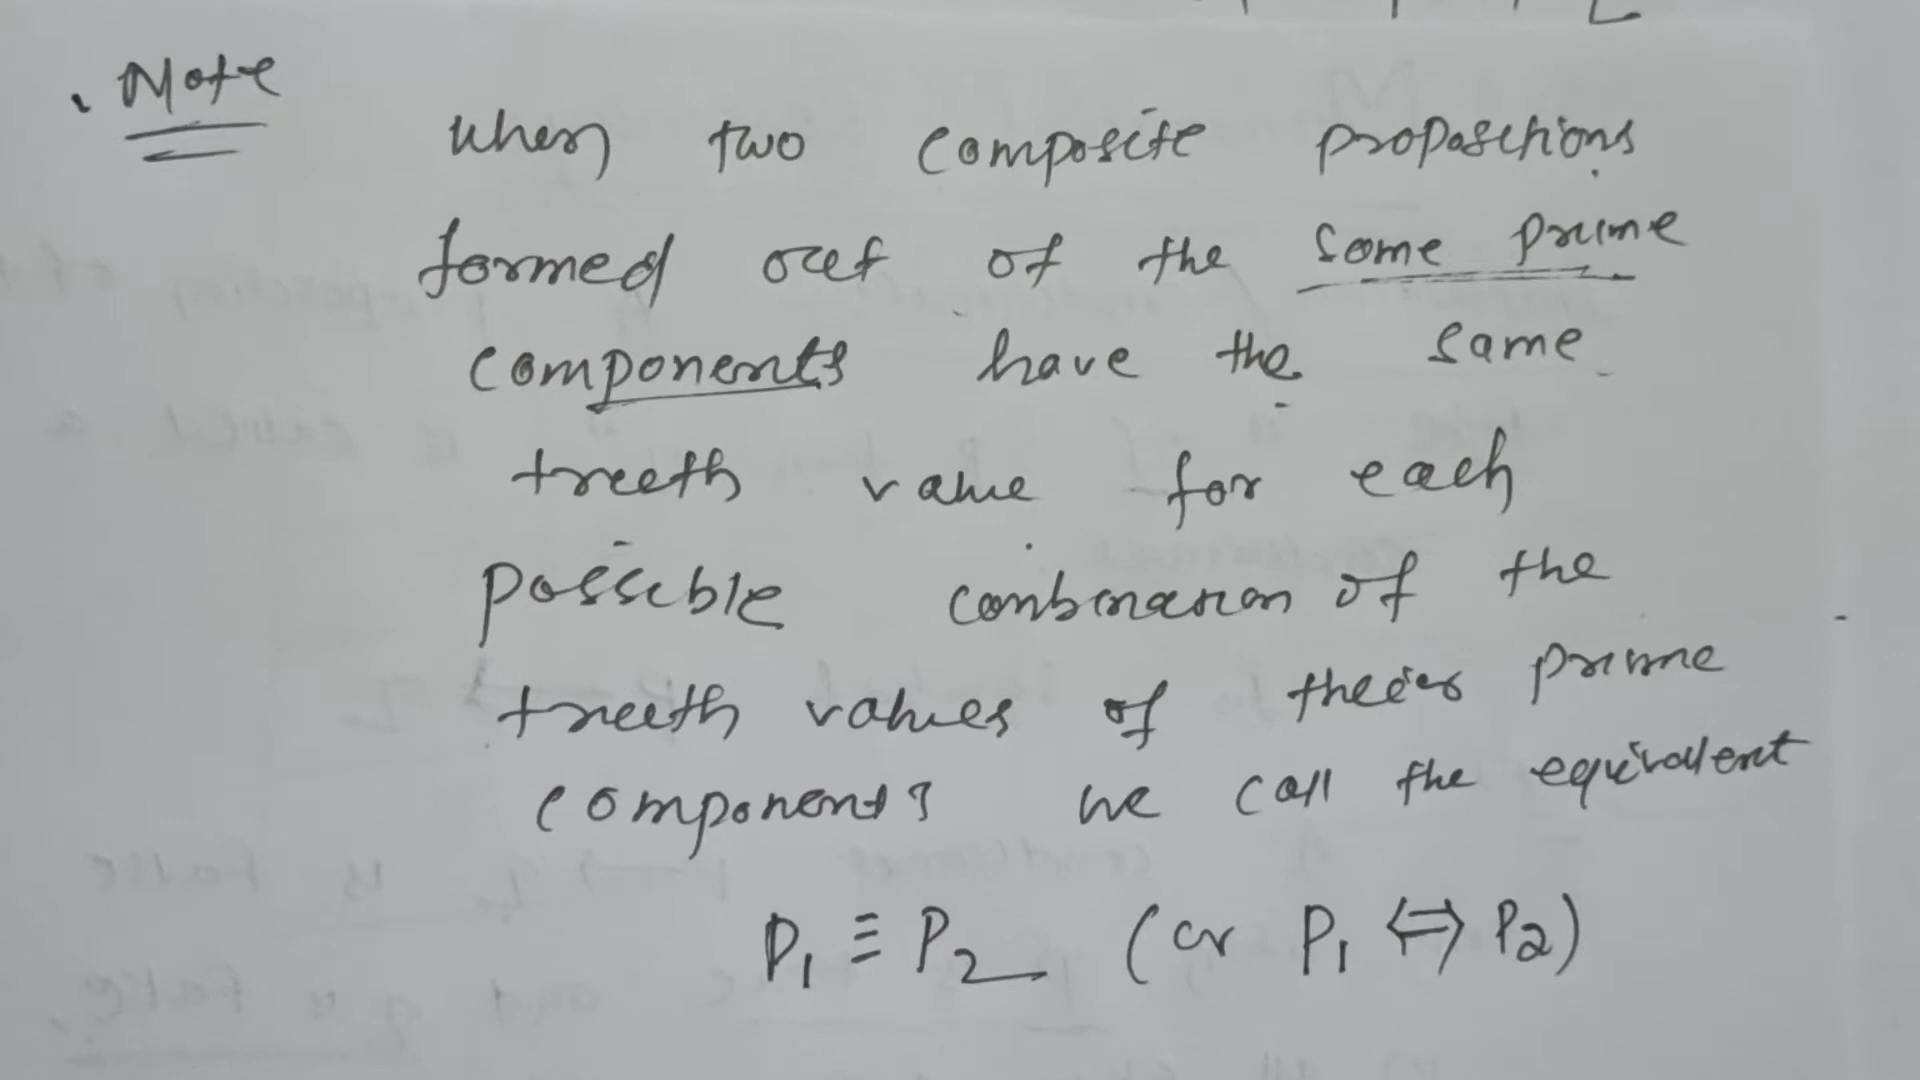 . Note
when two composite propositions
formed out of the same prime
components have the same
truth value for each
possible combination of the
truth values of their prime
components we call the equivalent
P₁ ≡ P₂ (or P₁ ⇔ P₂)